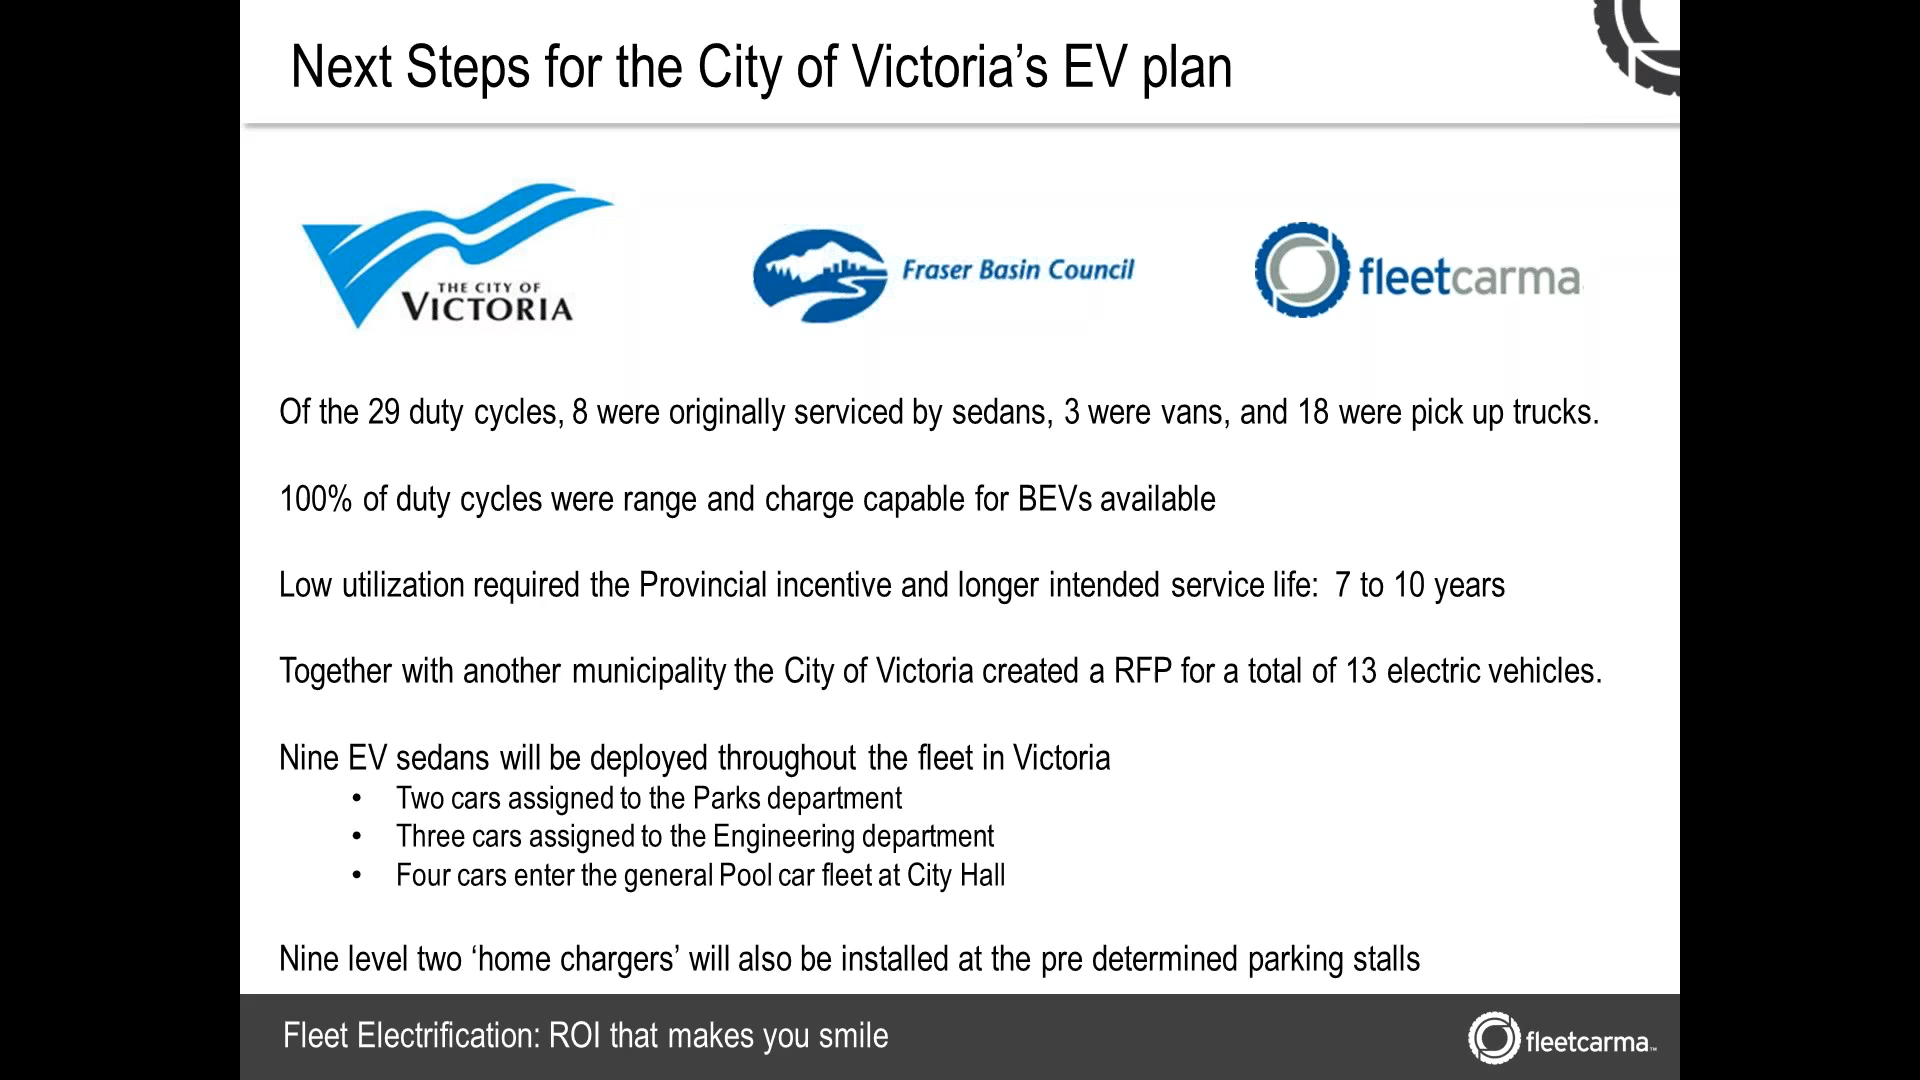 Next Steps for the City of Victoria’s EV plan
THE CITY OF
VICTORIA
Fraser Basin Council
fleetcarma
Of the 29 duty cycles, 8 were originally serviced by sedans, 3 were vans, and 18 were pick up trucks.
100% of duty cycles were range and charge capable for BEVs available
Low utilization required the Provincial incentive and longer intended service life:  7 to 10 years
Together with another municipality the City of Victoria created a RFP for a total of 13 electric vehicles.
Nine EV sedans will be deployed throughout the fleet in Victoria
• Two cars assigned to the Parks department
• Three cars assigned to the Engineering department
• Four cars enter the general Pool car fleet at City Hall
Nine level two ‘home chargers’ will also be installed at the pre determined parking stalls
Fleet Electrification: ROI that makes you smile
fleetcarma™